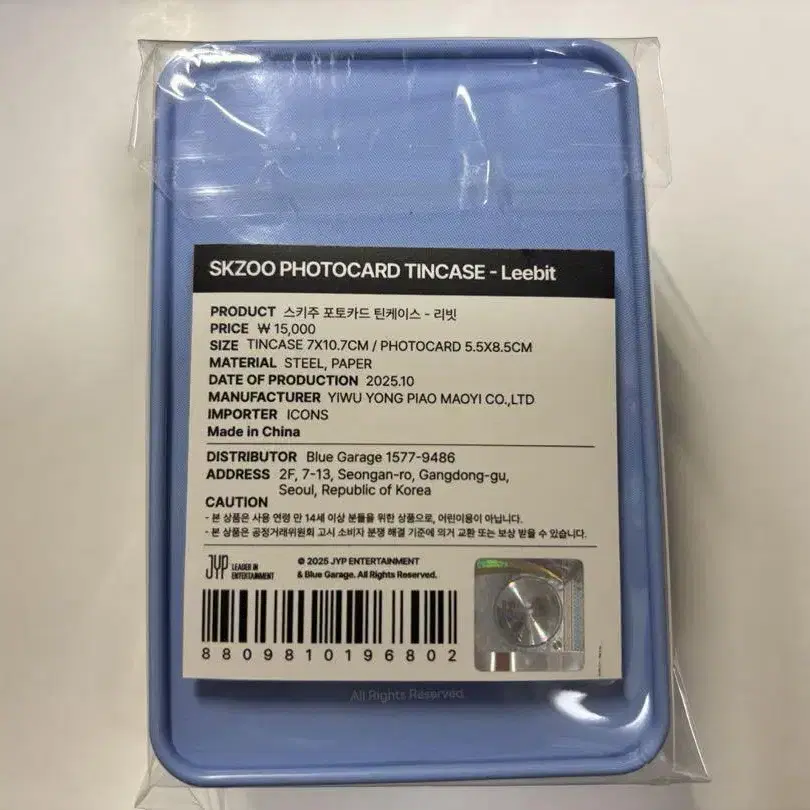 SKZOO PHOTOCARD TINCASE - Leebit
PRODUCT 스키주 포토카드 틴케이스 - 리빗
PRICE ₩ 15,000
SIZE TINCASE 7X10.7CM / PHOTOCARD 5.5X8.5CM
MATERIAL STEEL, PAPER
DATE OF PRODUCTION 2025.10
MANUFACTURER YIWU YONG PIAO MAOYI CO.,LTD
IMPORTER ICONS
Made in China
DISTRIBUTOR Blue Garage 1577-9486
ADDRESS 2F, 7-13, Seongan-ro, Gangdong-gu,
Seoul, Republic of Korea
CAUTION
- 본 상품은 사용 연령 만 14세 이상 분들을 위한 상품으로, 어린이용이 아닙니다.
- 본 상품은 공정거래위원회 고시 소비자 분쟁 해결 기준에 의거 교환 또는 보상 받을 수 있습니다.
JYP LEADER IN
ENTERTAINMENT
© 2025 JYP ENTERTAINMENT
& Blue Garage. All Rights Reserved.
8809810196802
All Rights Reserved.